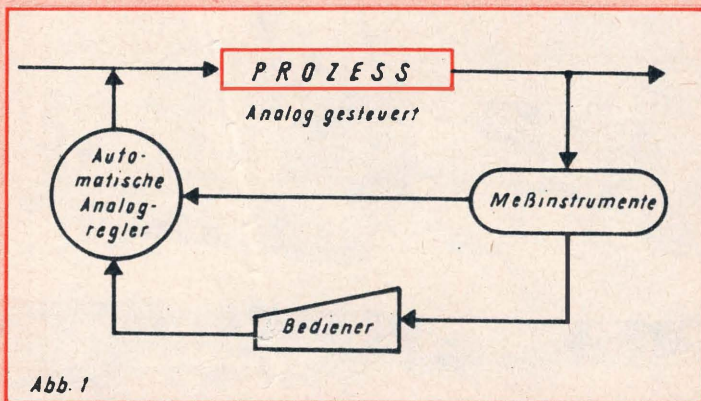 PROZESS
Analog gesteuert
Auto-
matische
Analog-
regler
Meßinstrumente
Bediener
Abb. 1